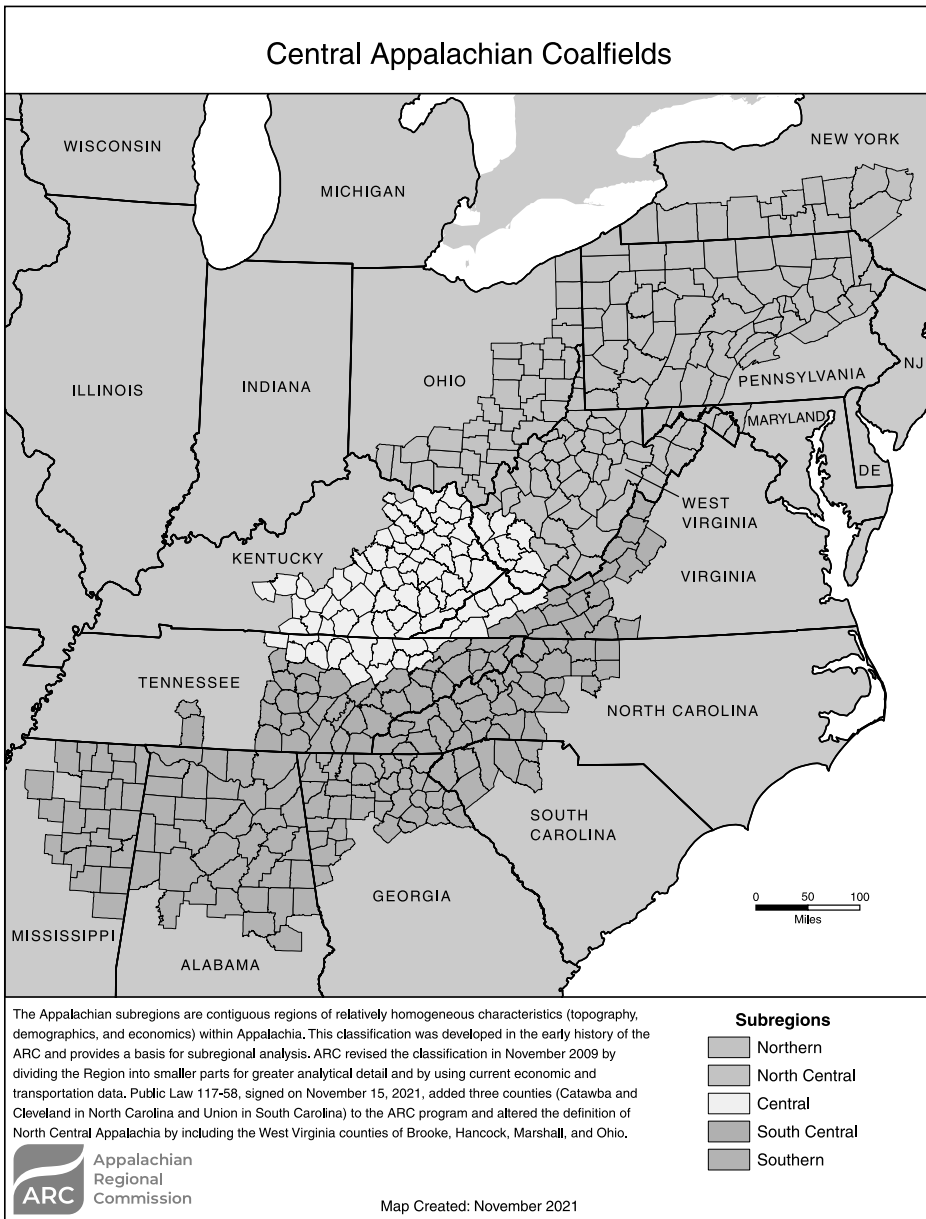 Central Appalachian Coalfields
WISCONSIN
MICHIGAN
NEW YORK
ILLINOIS
INDIANA
OHIO
PENNSYLVANIA
NJ
MARYLAND
DE
WEST
VIRGINIA
KENTUCKY
VIRGINIA
TENNESSEE
NORTH CAROLINA
SOUTH
CAROLINA
GEORGIA
MISSISSIPPI
ALABAMA
0 50 100
Miles
The Appalachian subregions are contiguous regions of relatively homogeneous characteristics (topography,
demographics, and economics) within Appalachia. This classification was developed in the early history of the
ARC and provides a basis for subregional analysis. ARC revised the classification in November 2009 by
dividing the Region into smaller parts for greater analytical detail and by using current economic and
transportation data. Public Law 117-58, signed on November 15, 2021, added three counties (Catawba and
Cleveland in North Carolina and Union in South Carolina) to the ARC program and altered the definition of
North Central Appalachia by including the West Virginia counties of Brooke, Hancock, Marshall, and Ohio.
Subregions
Northern
North Central
Central
South Central
Southern
ARC
Appalachian
Regional
Commission
Map Created: November 2021